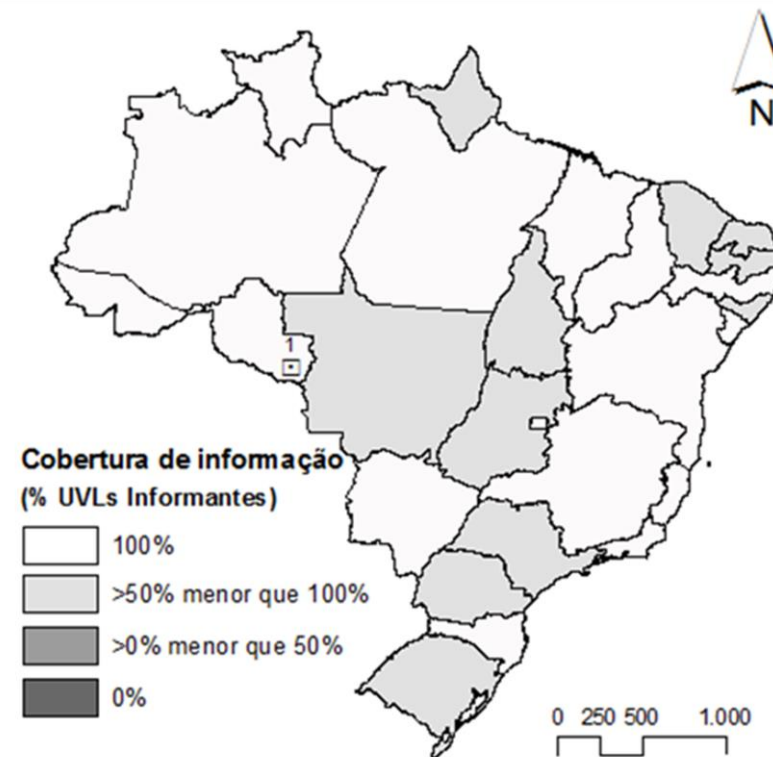 N
1
Cobertura de informação
(% UVLs Informantes)
100%
>50% menor que 100%
>0% menor que 50%
0%
0 250 500 1.000